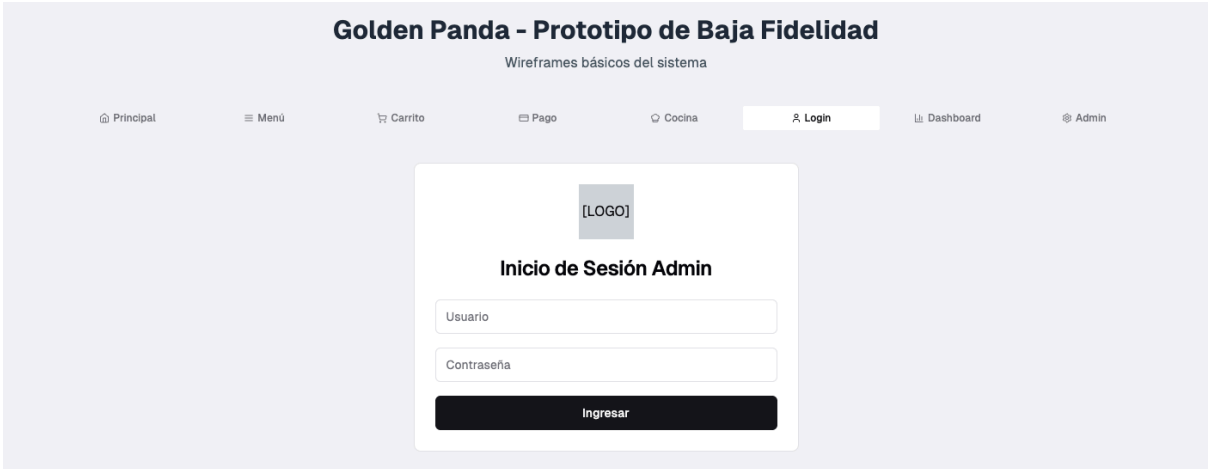 Golden Panda - Prototipo de Baja Fidelidad
Wireframes básicos del sistema
Principal Menú Carrito Pago Cocina Login Dashboard Admin
[LOGO]
Inicio de Sesión Admin
Usuario
Contraseña
Ingresar